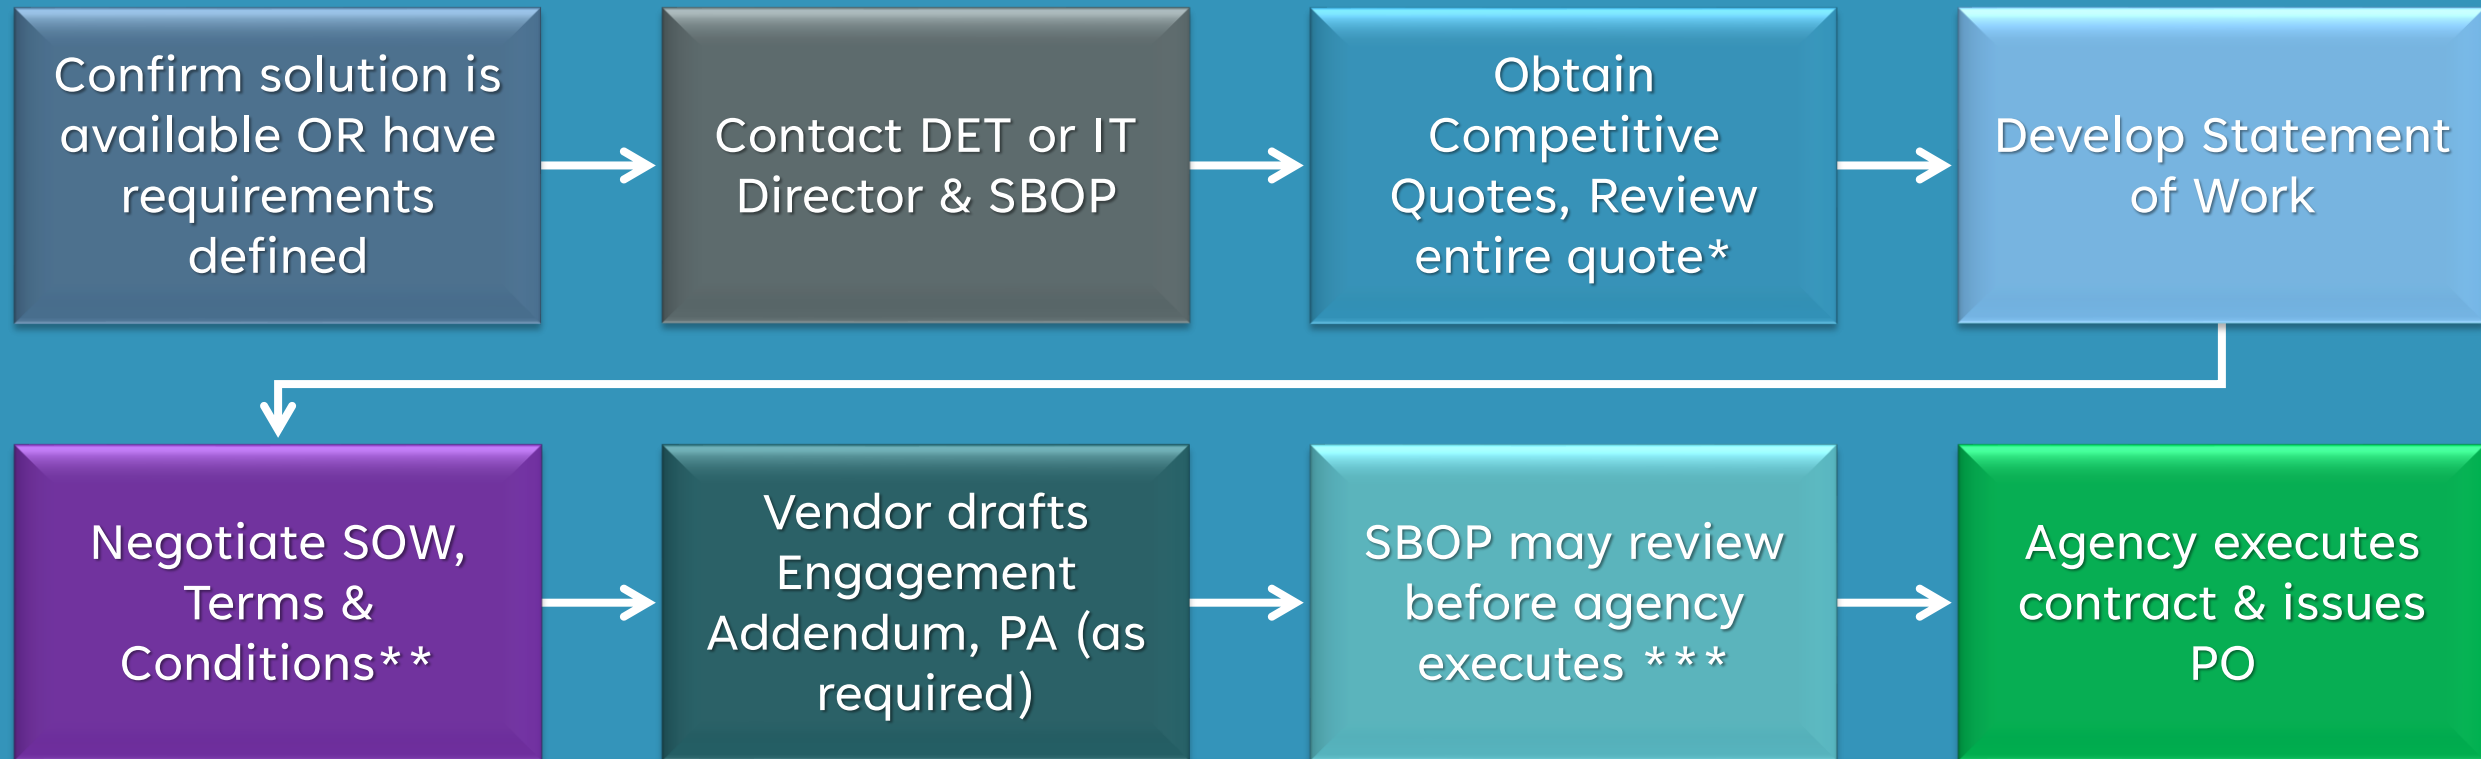 Confirm solution is
available OR have
requirements
defined
Contact DET or IT
Director & SBOP
Obtain
Competitive
Quotes, Review
entire quote*
Develop Statement
of Work
Negotiate SOW,
Terms &
Conditions**
Vendor drafts
Engagement
Addendum, PA (as
required)
SBOP may review
before agency
executes ***
Agency executes
contract & issues
PO